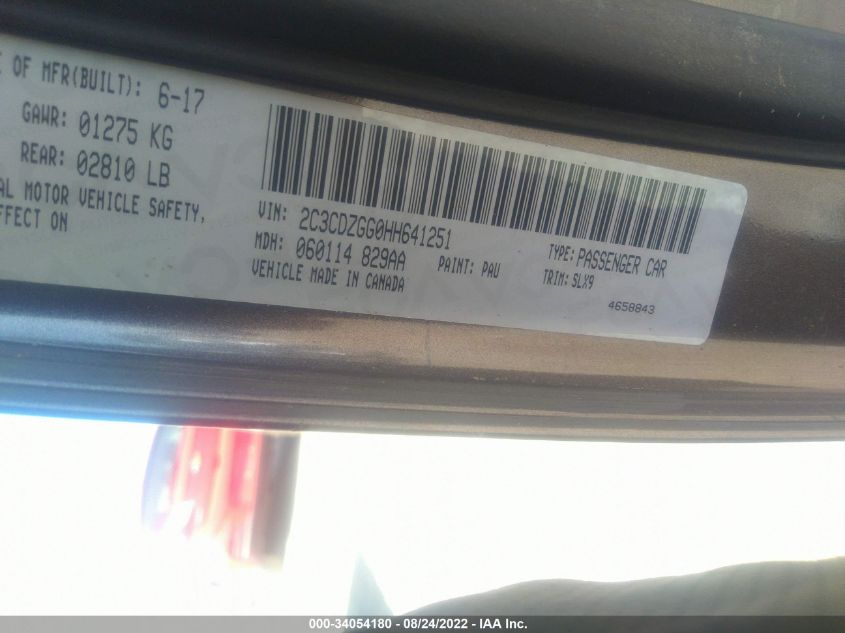 E OF MFR(BUILT): 6-17
GAWR: 01275 KG
REAR: 02810 LB
AL MOTOR VEHICLE SAFETY,
EFFECT ON
VIN: 2C3CDZGG0HH641251
MDH: 060114 829AA
PAINT: PAU
VEHICLE MADE IN CANADA
TYPE: PASSENGER CAR
TRIM: SLX9
4658843
000-34054180 - 08/24/2022 - IAA Inc.